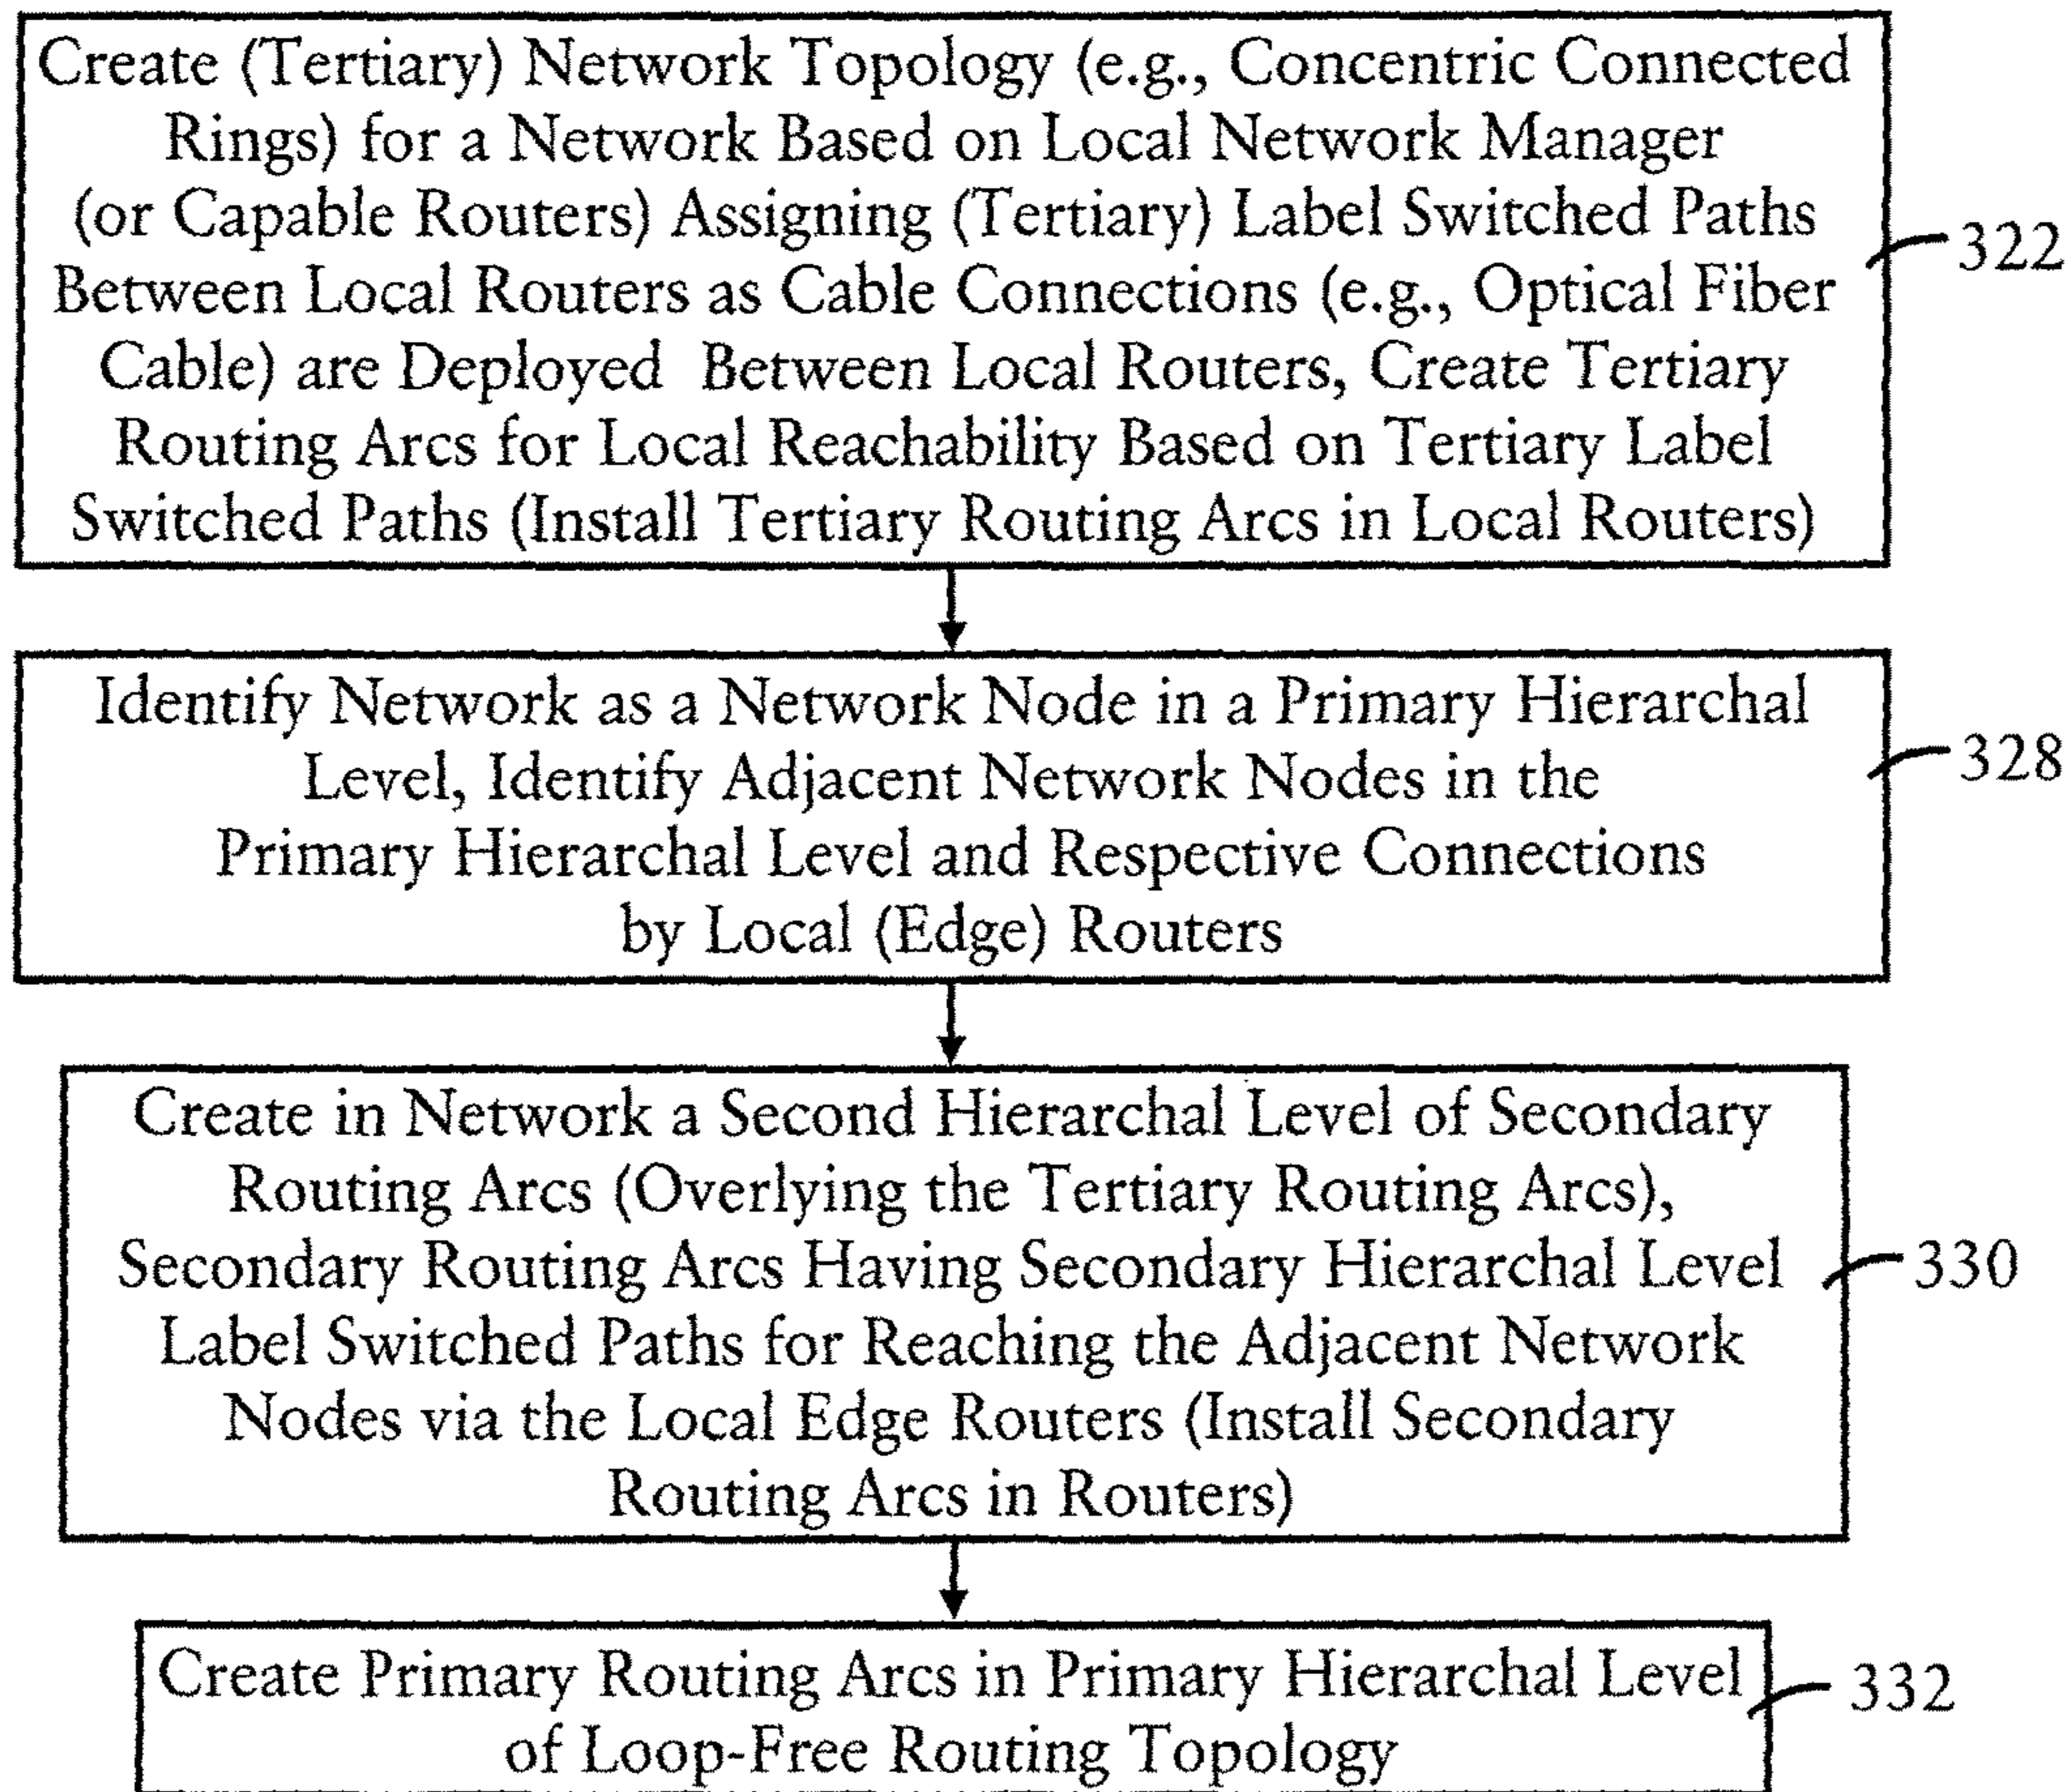 Create (Tertiary) Network Topology (e.g., Concentric Connected
Rings) for a Network Based on Local Network Manager
(or Capable Routers) Assigning (Tertiary) Label Switched Paths
Between Local Routers as Cable Connections (e.g., Optical Fiber
Cable) are Deployed Between Local Routers, Create Tertiary
Routing Arcs for Local Reachability Based on Tertiary Label
Switched Paths (Install Tertiary Routing Arcs in Local Routers)
322
Identify Network as a Network Node in a Primary Hierarchal
Level, Identify Adjacent Network Nodes in the
Primary Hierarchal Level and Respective Connections
by Local (Edge) Routers
328
Create in Network a Second Hierarchal Level of Secondary
Routing Arcs (Overlying the Tertiary Routing Arcs),
Secondary Routing Arcs Having Secondary Hierarchal Level
Label Switched Paths for Reaching the Adjacent Network
Nodes via the Local Edge Routers (Install Secondary
Routing Arcs in Routers)
330
Create Primary Routing Arcs in Primary Hierarchal Level
of Loop-Free Routing Topology
332